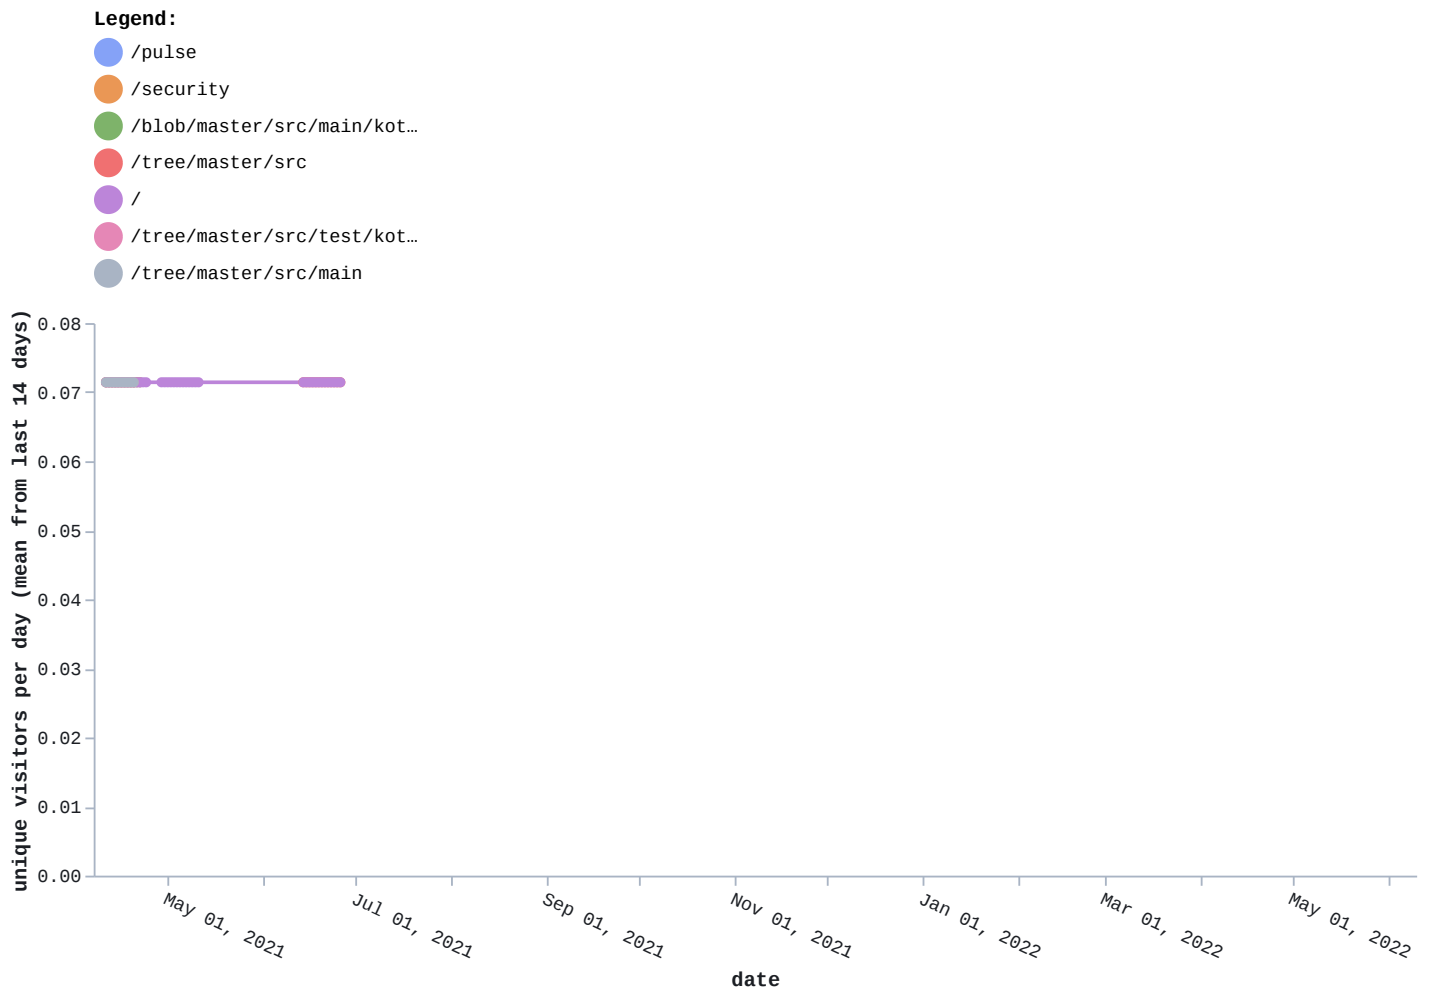 Legend:
/pulse
/security
/blob/master/src/main/kot…
/tree/master/src
/
/tree/master/src/test/kot…
/tree/master/src/main
unique visitors per day (mean from last 14 days)
0.08
0.07
0.06
0.05
0.04
0.03
0.02
0.01
0.00
May 01, 2021
Jul 01, 2021
Sep 01, 2021
Nov 01, 2021
Jan 01, 2022
Mar 01, 2022
May 01, 2022
date